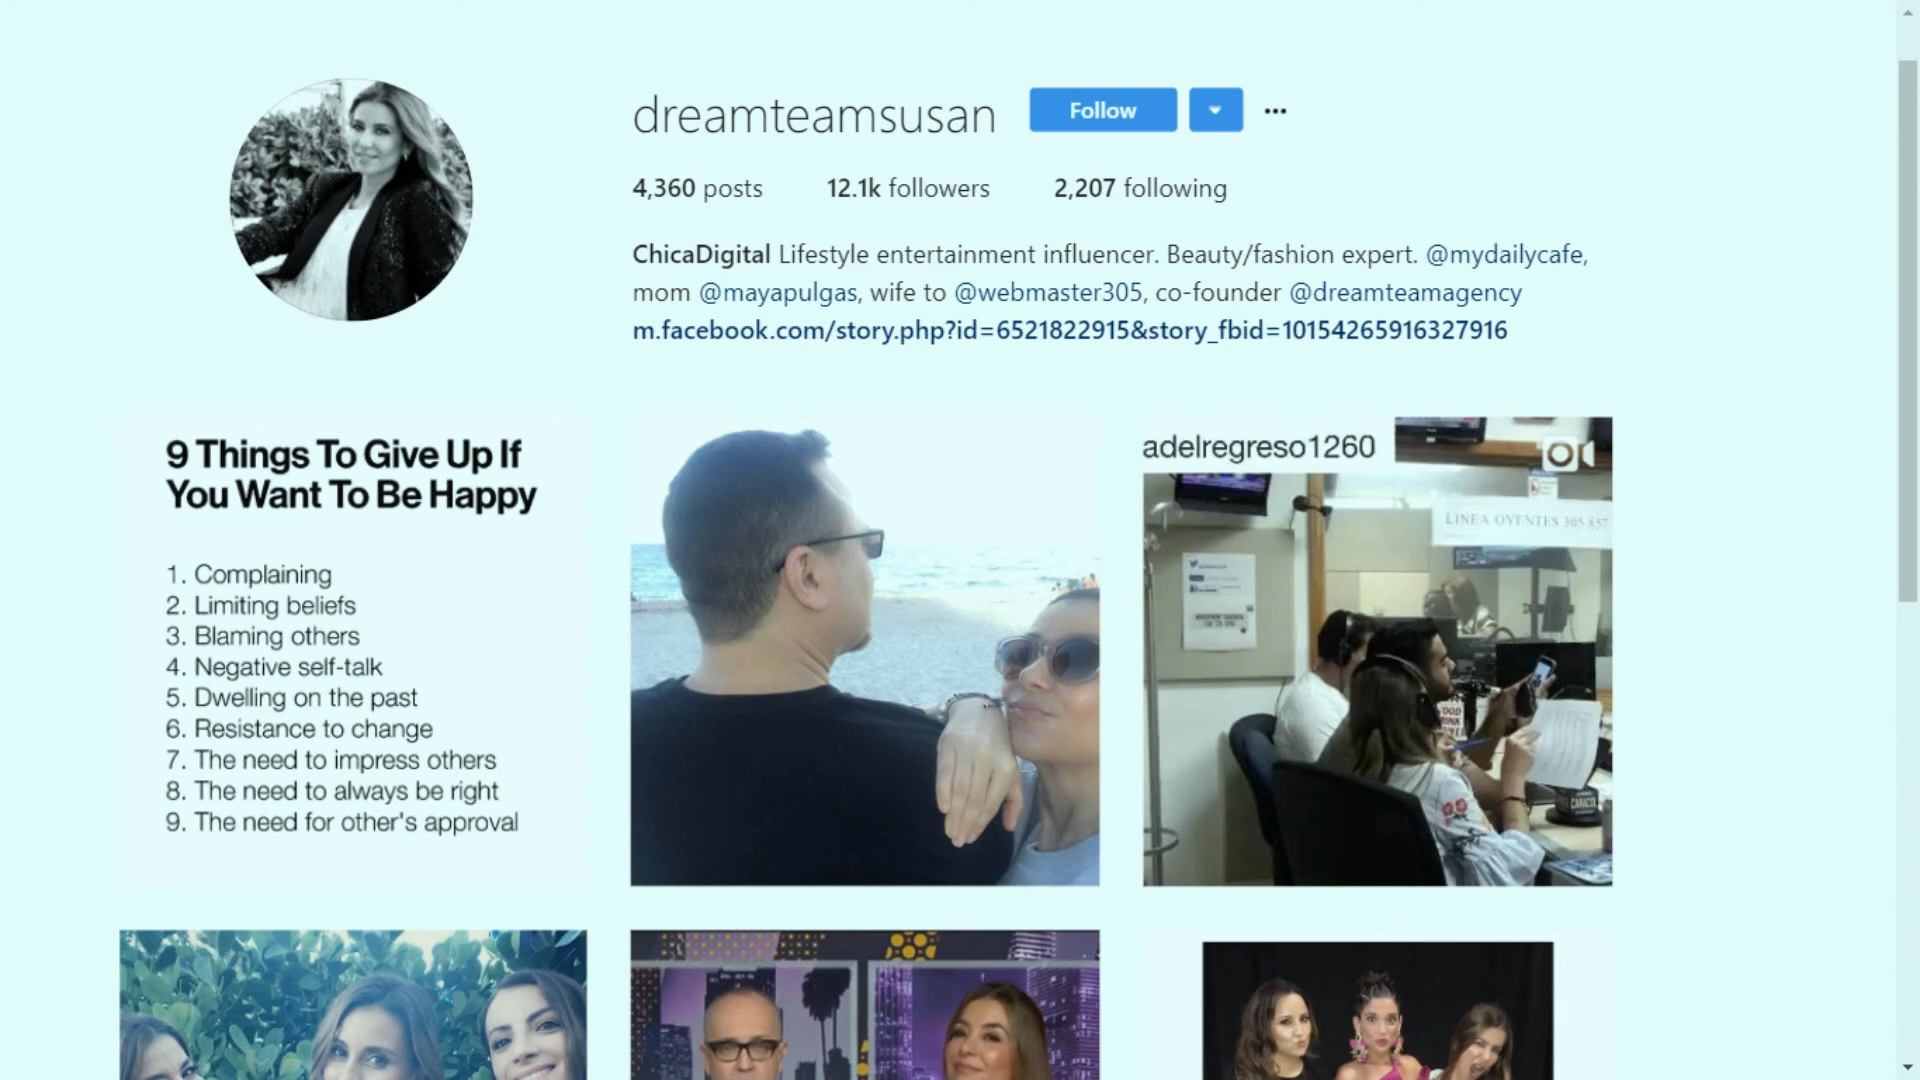 dreamteamsusan Follow
4,360 posts 12.1k followers 2,207 following
ChicaDigital Lifestyle entertainment influencer. Beauty/fashion expert. @mydailycafe,
mom @mayapulgas, wife to @webmaster305, co-founder @dreamteamagency
m.facebook.com/story.php?id=6521822915&story_fbid=10154265916327916
9 Things To Give Up If
You Want To Be Happy
1. Complaining
2. Limiting beliefs
3. Blaming others
4. Negative self-talk
5. Dwelling on the past
6. Resistance to change
7. The need to impress others
8. The need to always be right
9. The need for other's approval
adelregreso1260
LINEA OYENTES 305 857
CARACOL